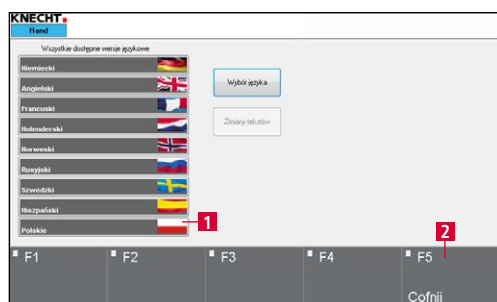 KNECHT
Hand
Wszystkie dostępne wersje językowe
Niemiecki
Angielski
Francuski
Holenderski
Norweski
Rosyjski
Szwedzki
Hiszpański
Polskie
Wybór języka
Zmiany tekstów
1
2
F1
F2
F3
F4
F5
Cofnij